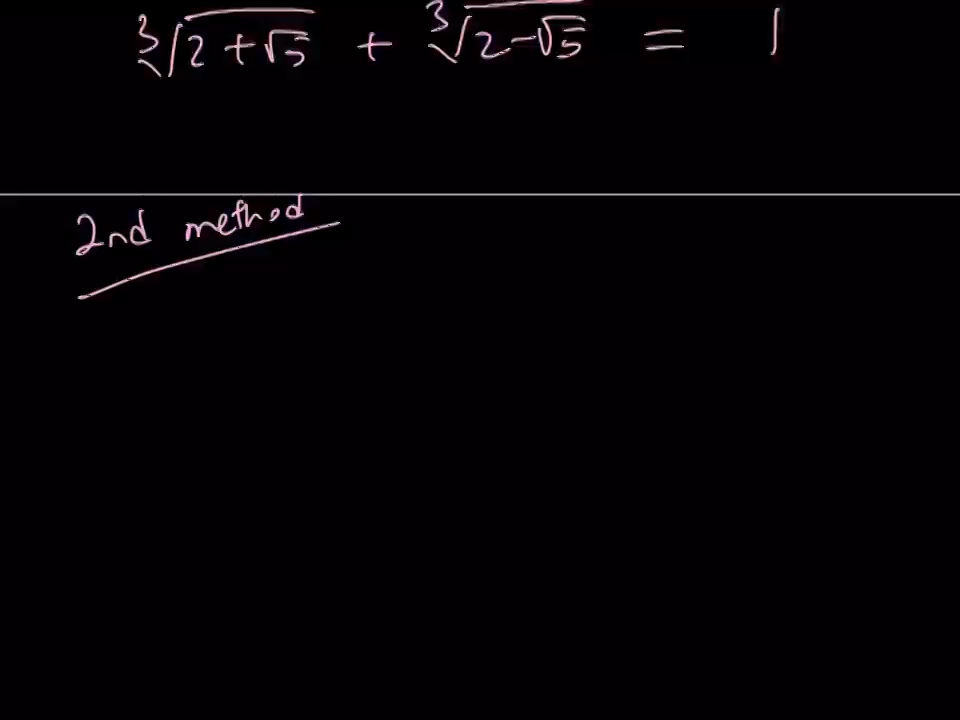 ∛(2 + √5) + ∛(2 - √5) = 1
2nd method